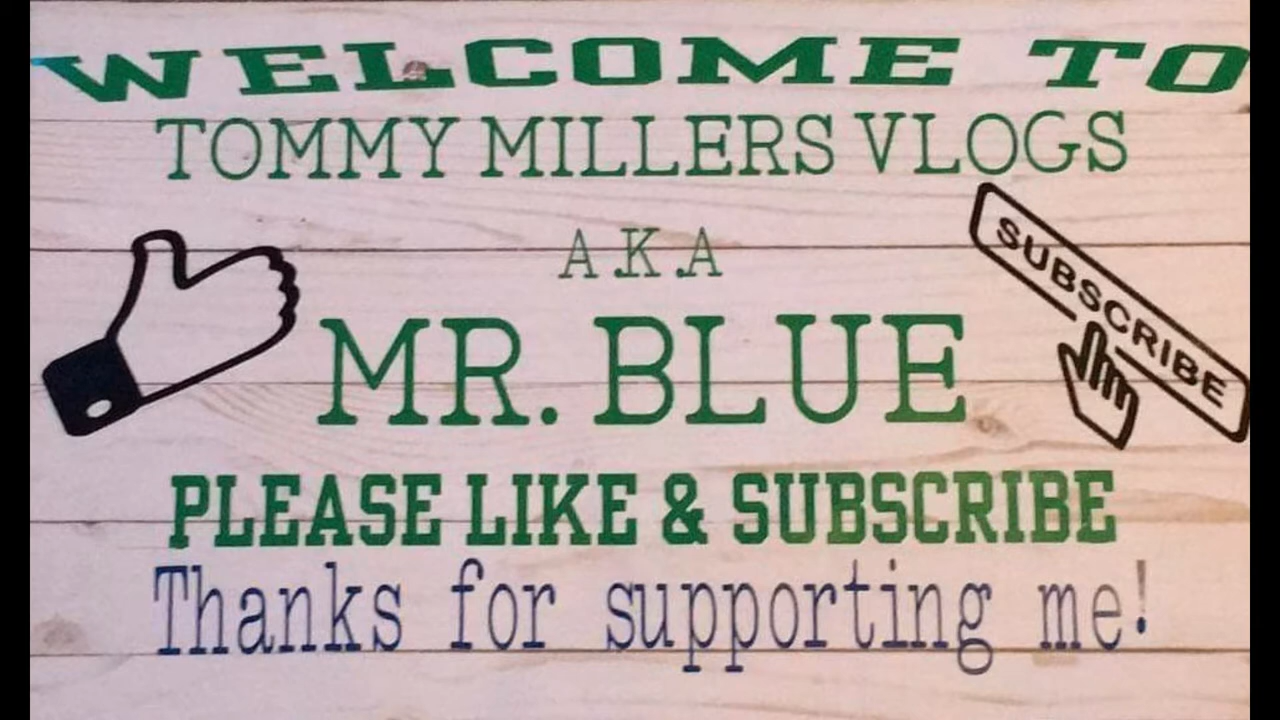 WELCOME TO
TOMMY MILLERS VLOGS
A.K.A
MR. BLUE
SUBSCRIBE
PLEASE LIKE & SUBSCRIBE
Thanks for supporting me!